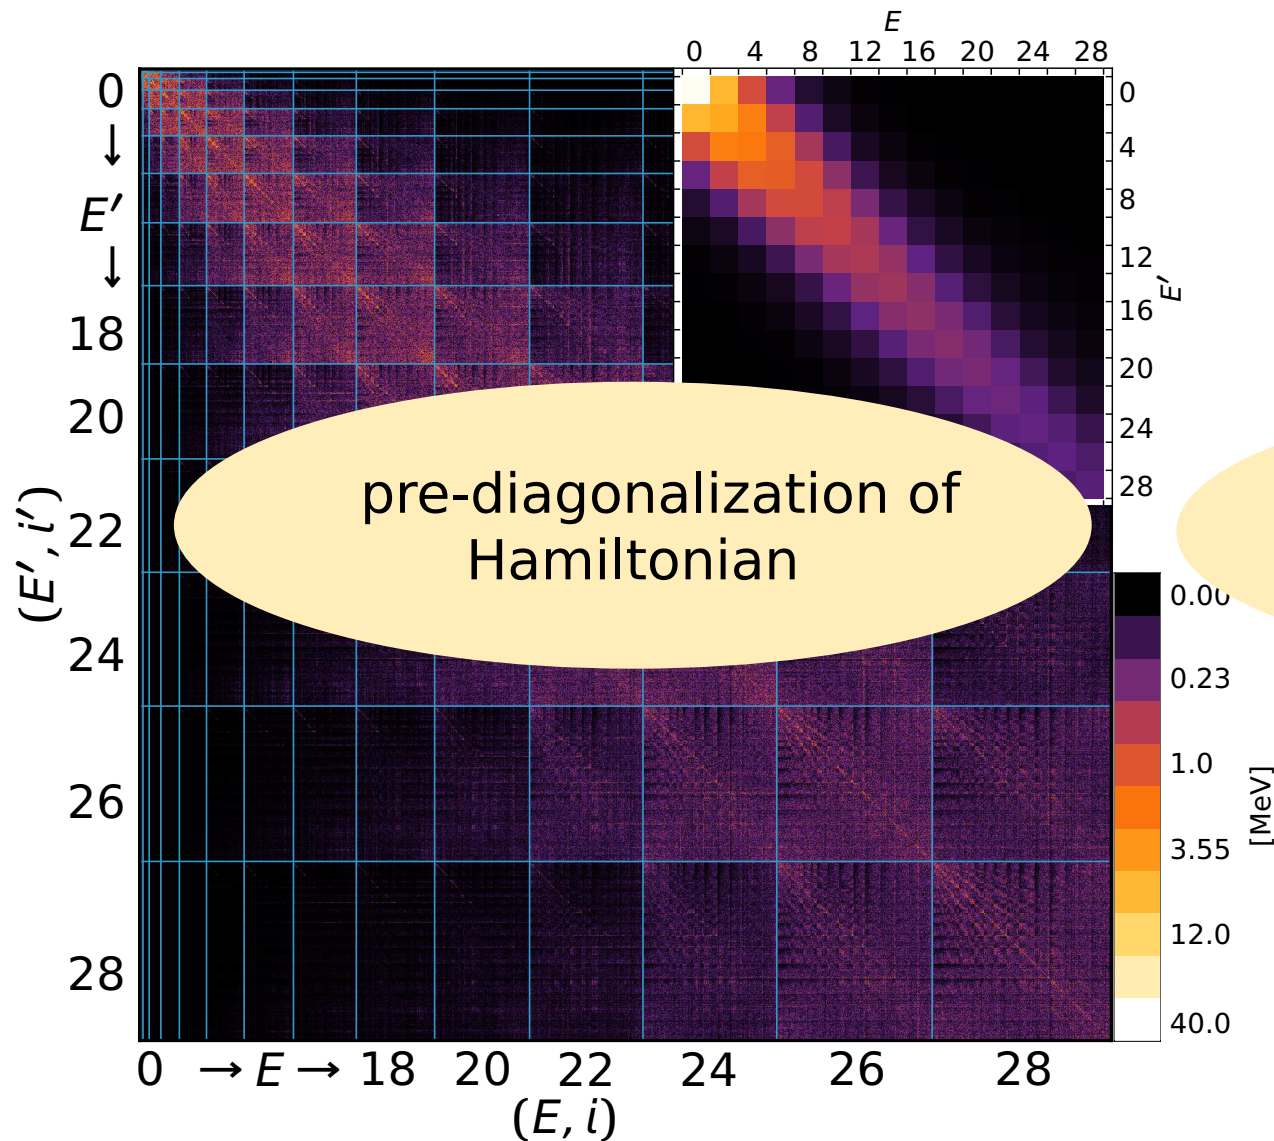 E
0 4 8 12 16 20 24 28
0
4
8
12
16
20
24
28
E′
0
↓
E′
↓
18
20
22
24
26
28
(E′, i′)
pre-diagonalization of
Hamiltonian
0.00
0.23
1.0
3.55
12.0
40.0
[MeV]
0 → E → 18 20 22 24 26 28
(E, i)